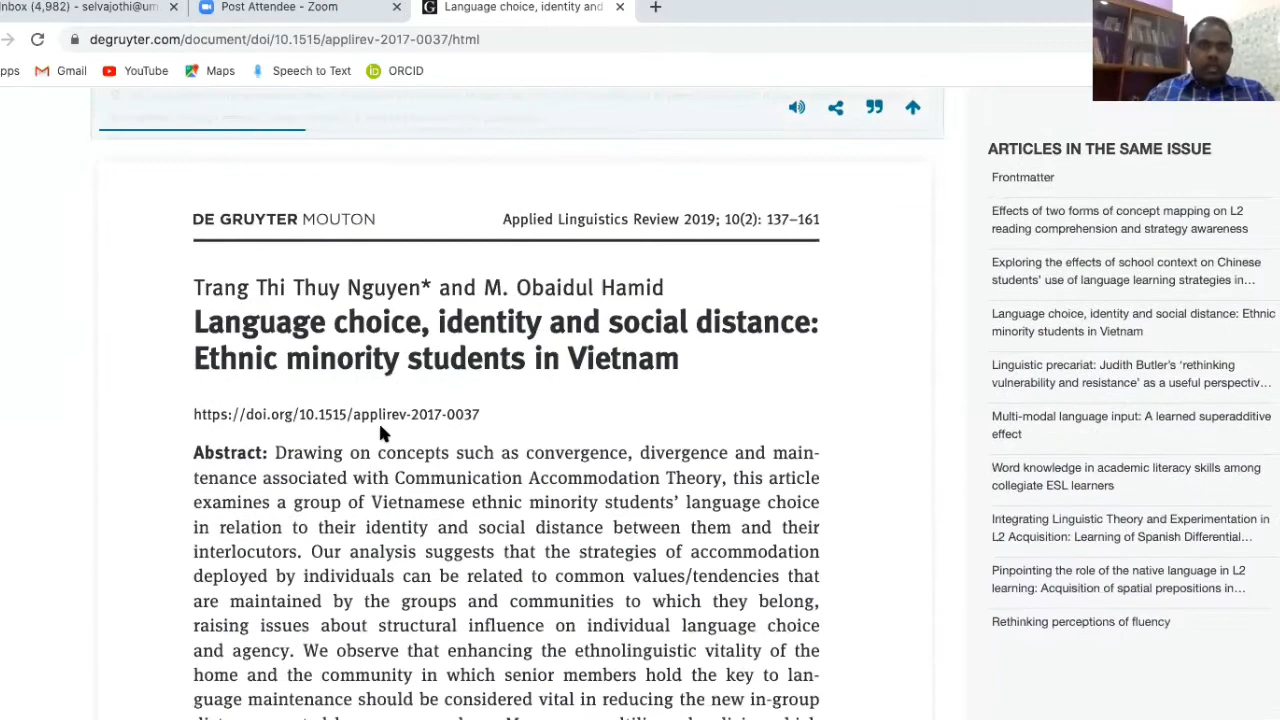 Inbox (4,982) - selvajothi@um
Post Attendee - Zoom
Language choice, identity and
degruyter.com/document/doi/10.1515/applirev-2017-0037/html
pps Gmail YouTube Maps Speech to Text ORCID
DE GRUYTER MOUTON Applied Linguistics Review 2019; 10(2): 137–161
Trang Thi Thuy Nguyen* and M. Obaidul Hamid
Language choice, identity and social distance:
Ethnic minority students in Vietnam
https://doi.org/10.1515/applirev-2017-0037
Abstract: Drawing on concepts such as convergence, divergence and main-
tenance associated with Communication Accommodation Theory, this article
examines a group of Vietnamese ethnic minority students’ language choice
in relation to their identity and social distance between them and their
interlocutors. Our analysis suggests that the strategies of accommodation
deployed by individuals can be related to common values/tendencies that
are maintained by the groups and communities to which they belong,
raising issues about structural influence on individual language choice
and agency. We observe that enhancing the ethnolinguistic vitality of the
home and the community in which senior members hold the key to lan-
guage maintenance should be considered vital in reducing the new in-group
ARTICLES IN THE SAME ISSUE
Frontmatter
Effects of two forms of concept mapping on L2
reading comprehension and strategy awareness
Exploring the effects of school context on Chinese
students’ use of language learning strategies in…
Language choice, identity and social distance: Ethnic
minority students in Vietnam
Linguistic precariat: Judith Butler’s ‘rethinking
vulnerability and resistance’ as a useful perspectiv…
Multi-modal language input: A learned superadditive
effect
Word knowledge in academic literacy skills among
collegiate ESL learners
Integrating Linguistic Theory and Experimentation in
L2 Acquisition: Learning of Spanish Differential…
Pinpointing the role of the native language in L2
learning: Acquisition of spatial prepositions in…
Rethinking perceptions of fluency